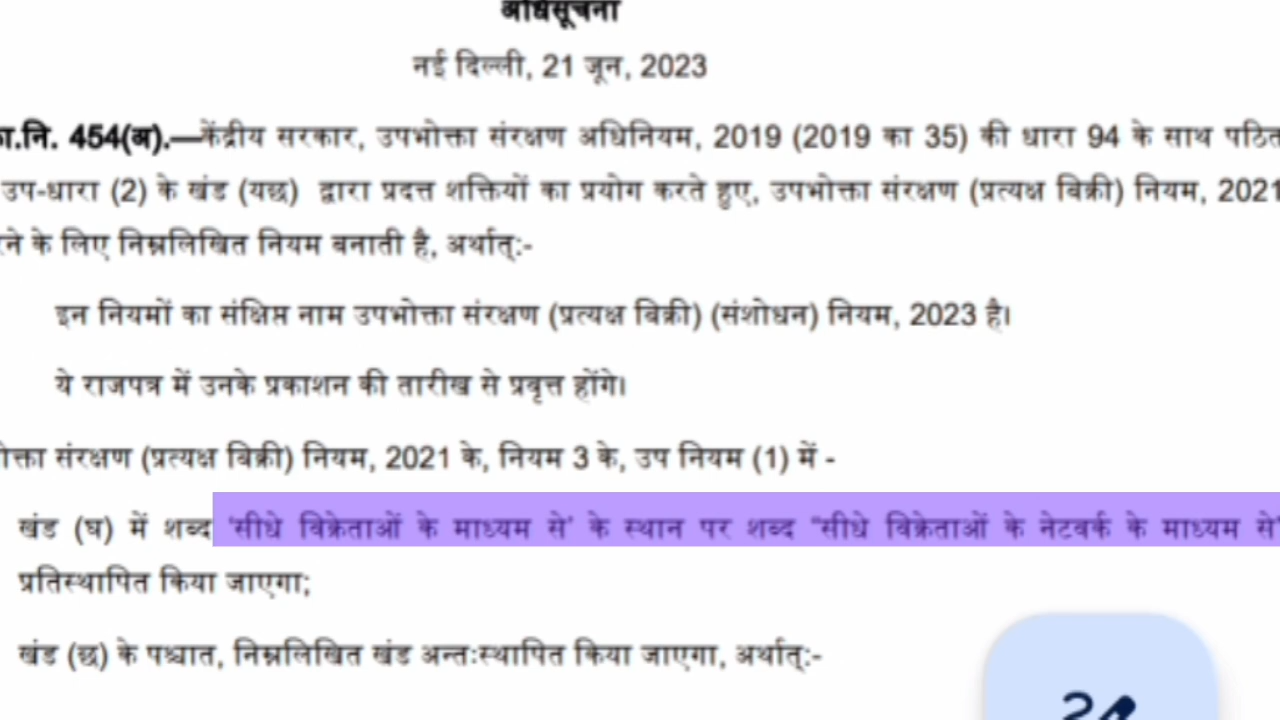 अधिसूचना
नई दिल्ली, 21 जून, 2023
का.नि. 454(अ).—केंद्रीय सरकार, उपभोक्ता संरक्षण अधिनियम, 2019 (2019 का 35) की धारा 94 के साथ पठित
उप-धारा (2) के खंड (यछ) द्वारा प्रदत्त शक्तियों का प्रयोग करते हुए, उपभोक्ता संरक्षण (प्रत्यक्ष बिक्री) नियम, 2021
के लिए निम्नलिखित नियम बनाती है, अर्थात्:-
इन नियमों का संक्षिप्त नाम उपभोक्ता संरक्षण (प्रत्यक्ष बिक्री) (संशोधन) नियम, 2023 है।
ये राजपत्र में उनके प्रकाशन की तारीख से प्रवृत्त होंगे।
संरक्षण (प्रत्यक्ष बिक्री) नियम, 2021 के, नियम 3 के, उप नियम (1) में -
खंड (घ) में शब्द 'सीधे विक्रेताओं के माध्यम से' के स्थान पर शब्द "सीधे विक्रेताओं के नेटवर्क के माध्यम से"
प्रतिस्थापित किया जाएगा;
खंड (छ) के पश्चात, निम्नलिखित खंड अन्तःस्थापित किया जाएगा, अर्थात्:-